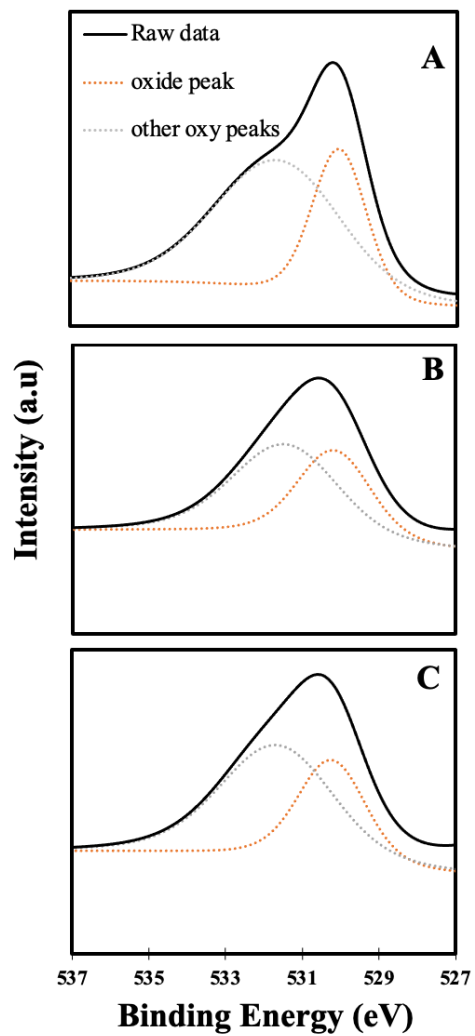 Raw data
A
oxide peak
other oxy peaks
B
Intensity (a.u)
C
537 535 533 531 529 527
Binding Energy (eV)